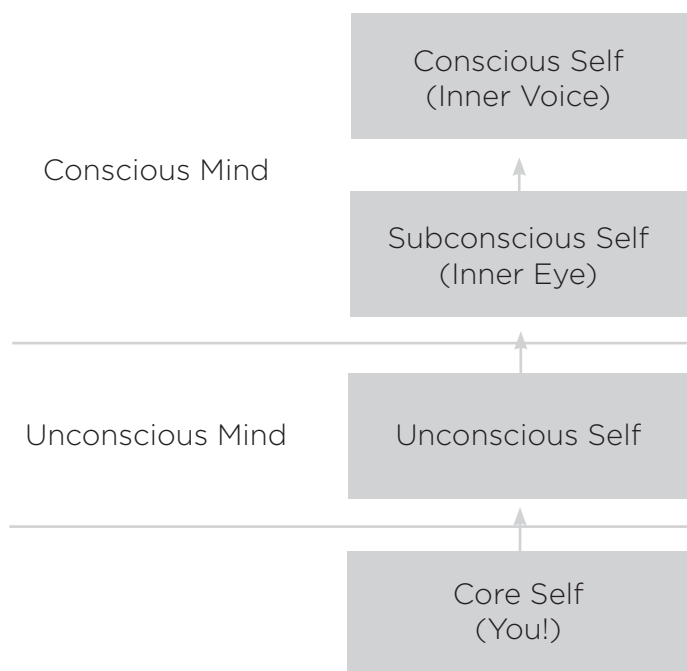 Conscious Self
(Inner Voice)
Conscious Mind
Subconscious Self
(Inner Eye)
Unconscious Mind
Unconscious Self
Core Self
(You!)